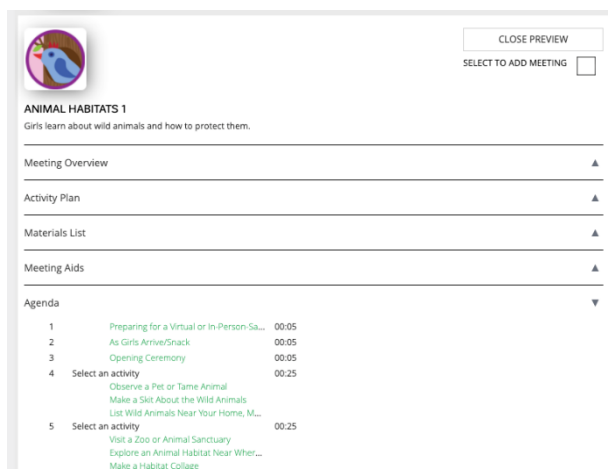 CLOSE PREVIEW
SELECT TO ADD MEETING
ANIMAL HABITATS 1
Girls learn about wild animals and how to protect them.
Meeting Overview ▲
Activity Plan ▲
Materials List ▲
Meeting Aids ▲
Agenda ▼
1 Preparing for a Virtual or In-Person-Sa... 00:05
2 As Girls Arrive/Snack 00:05
3 Opening Ceremony 00:05
4 Select an activity 00:25
Observe a Pet or Tame Animal
Make a Skit About the Wild Animals
List Wild Animals Near Your Home, M...
5 Select an activity 00:25
Visit a Zoo or Animal Sanctuary
Explore an Animal Habitat Near Wher...
Make a Habitat Collage